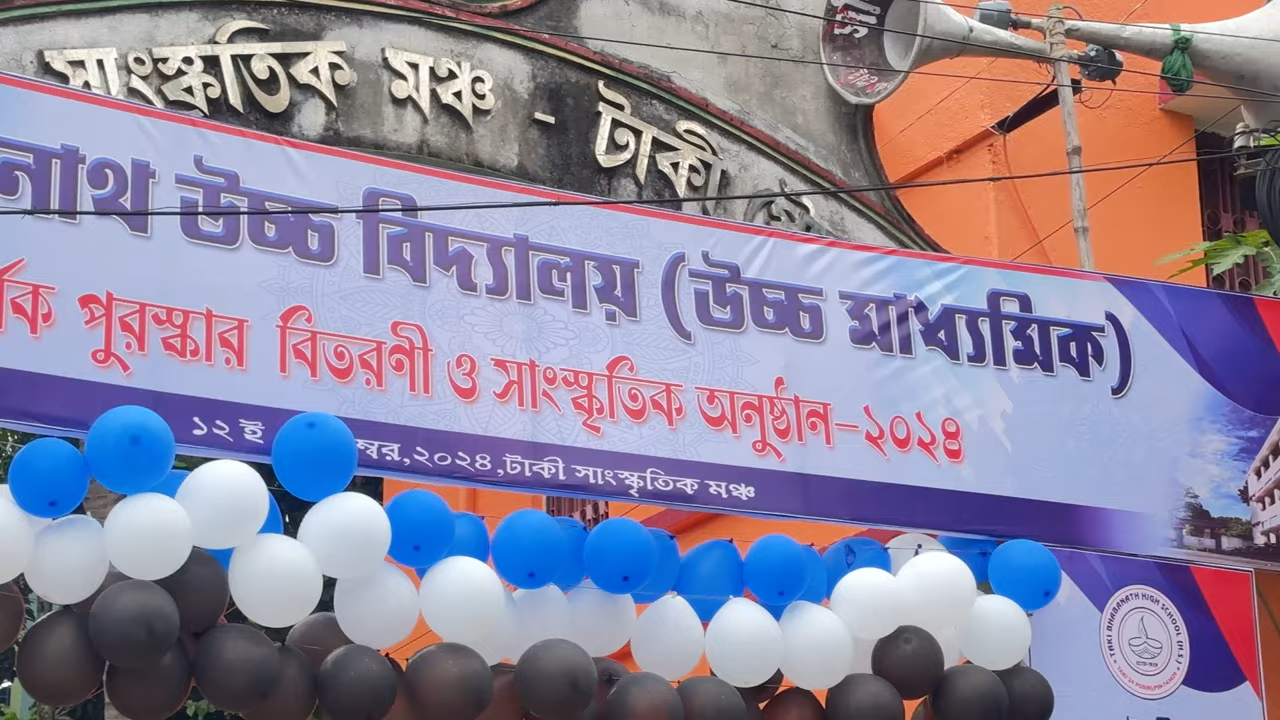 সাংস্কৃতিক মঞ্চ - টাকী
নাথ উচ্চ বিদ্যালয় (উচ্চ মাধ্যমিক)
র্ষিক পুরস্কার বিতরণী ও সাংস্কৃতিক অনুষ্ঠান-২০২৪
১২ ই ম্বর,২০২৪,টাকী সাংস্কৃতিক মঞ্চ
TAKI BHABANATH HIGH SCHOOL (H.S.)